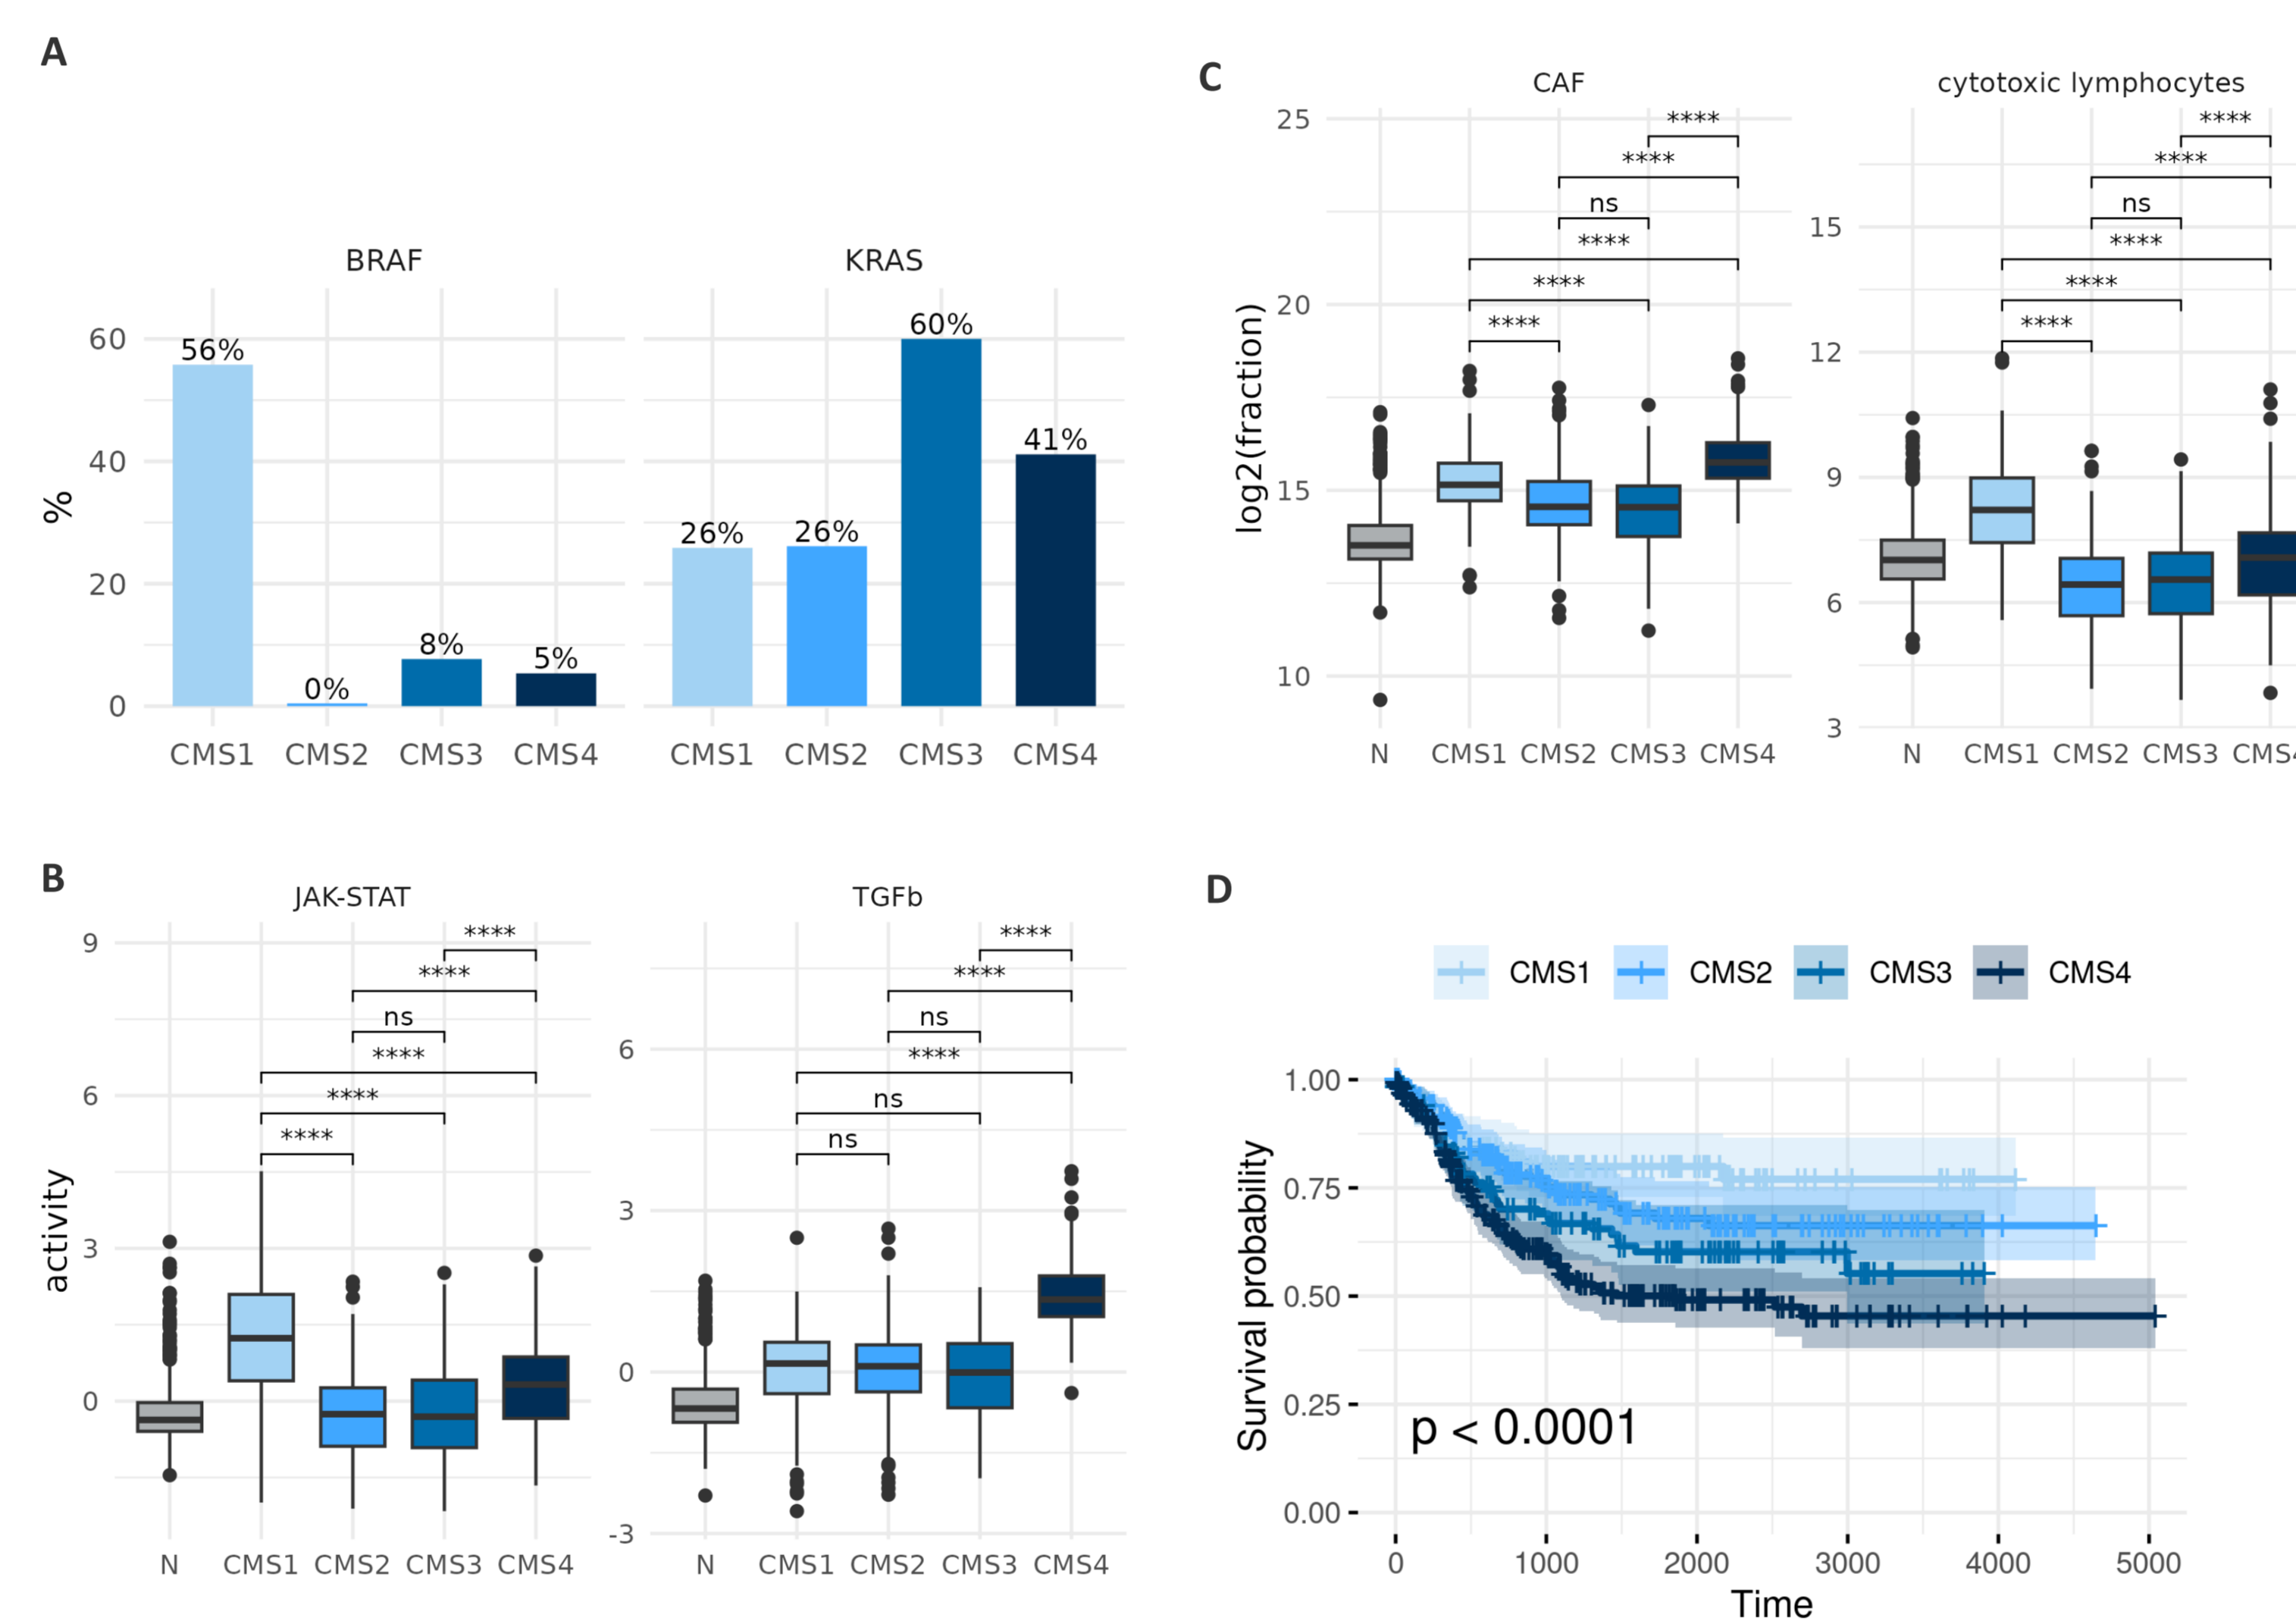 A
BRAF
KRAS
%
60
40
20
0
56%
0%
8%
5%
26%
26%
60%
41%
CMS1 CMS2 CMS3 CMS4
CMS1 CMS2 CMS3 CMS4
B
JAK-STAT
TGFb
activity
9
6
3
0
****
****
ns
****
****
****
N CMS1 CMS2 CMS3 CMS4
6
3
0
-3
****
****
ns
****
ns
ns
N CMS1 CMS2 CMS3 CMS4
C
CAF
cytotoxic lymphocytes
log2(fraction)
25
20
15
10
****
****
ns
****
****
****
N CMS1 CMS2 CMS3 CMS4
15
12
9
6
3
****
****
ns
****
****
****
N CMS1 CMS2 CMS3 CMS4
D
CMS1 CMS2 CMS3 CMS4
Survival probability
1.00
0.75
0.50
0.25
0.00
p < 0.0001
0 1000 2000 3000 4000 5000
Time